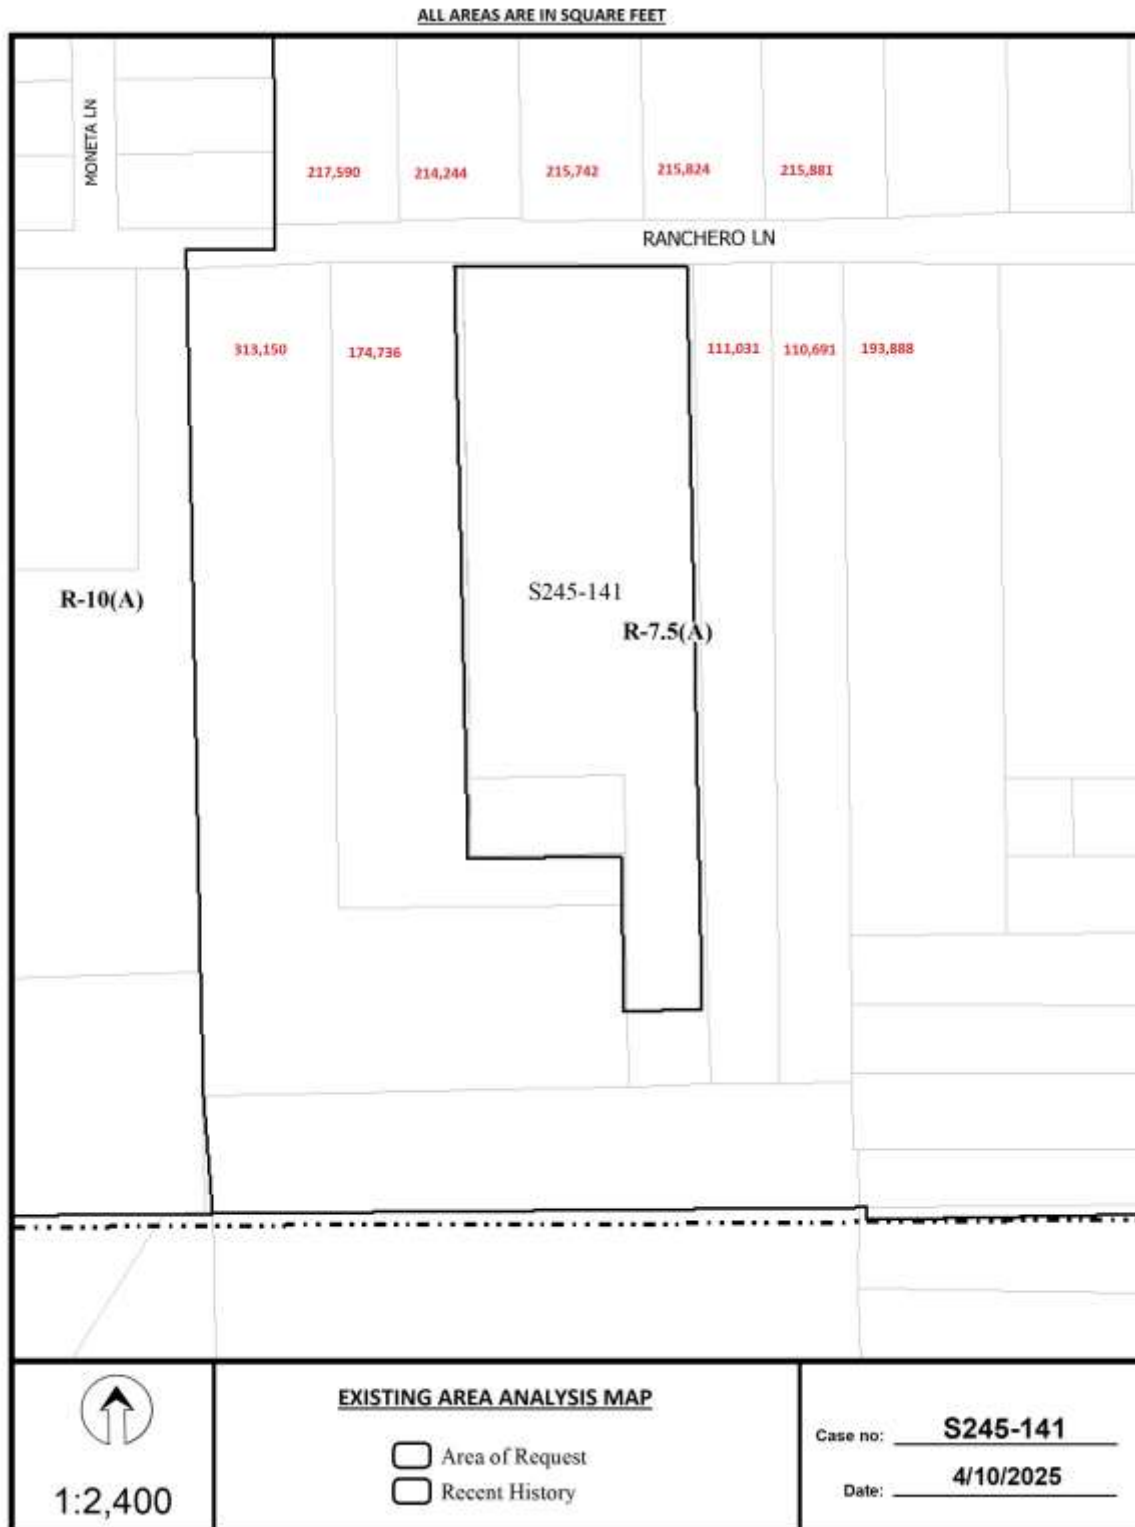 ALL AREAS ARE IN SQUARE FEET
MONETA LN
217,590 214,244 215,742 215,824 215,881
RANCHERO LN
313,150 174,736 111,031 110,691 193,888
S245-141
R-10(A)
R-7.5(A)
EXISTING AREA ANALYSIS MAP
Area of Request
Recent History
1:2,400
Case no: S245-141
Date: 4/10/2025